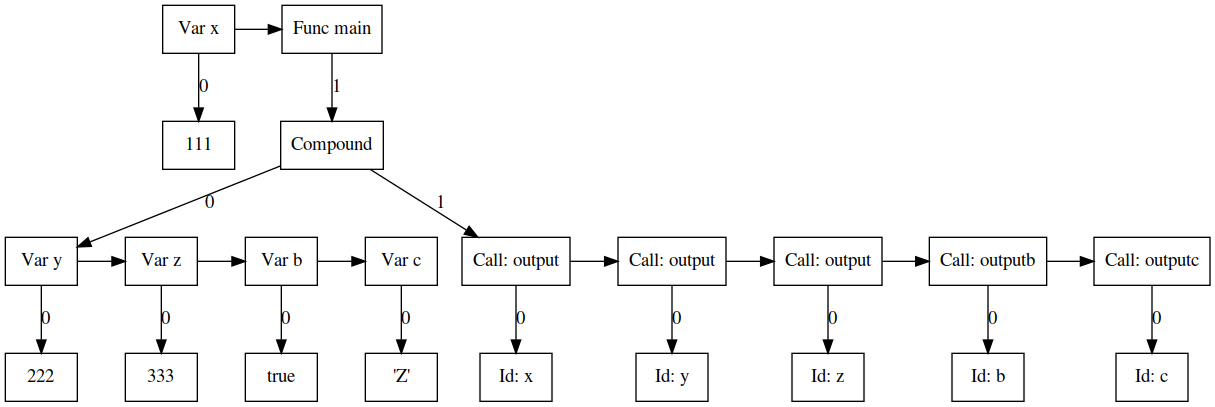 Var x
Func main
0
1
111
Compound
0
1
Var y
Var z
Var b
Var c
Call: output
Call: output
Call: output
Call: outputb
Call: outputc
0
0
0
0
0
0
0
0
0
222
333
true
'Z'
Id: x
Id: y
Id: z
Id: b
Id: c